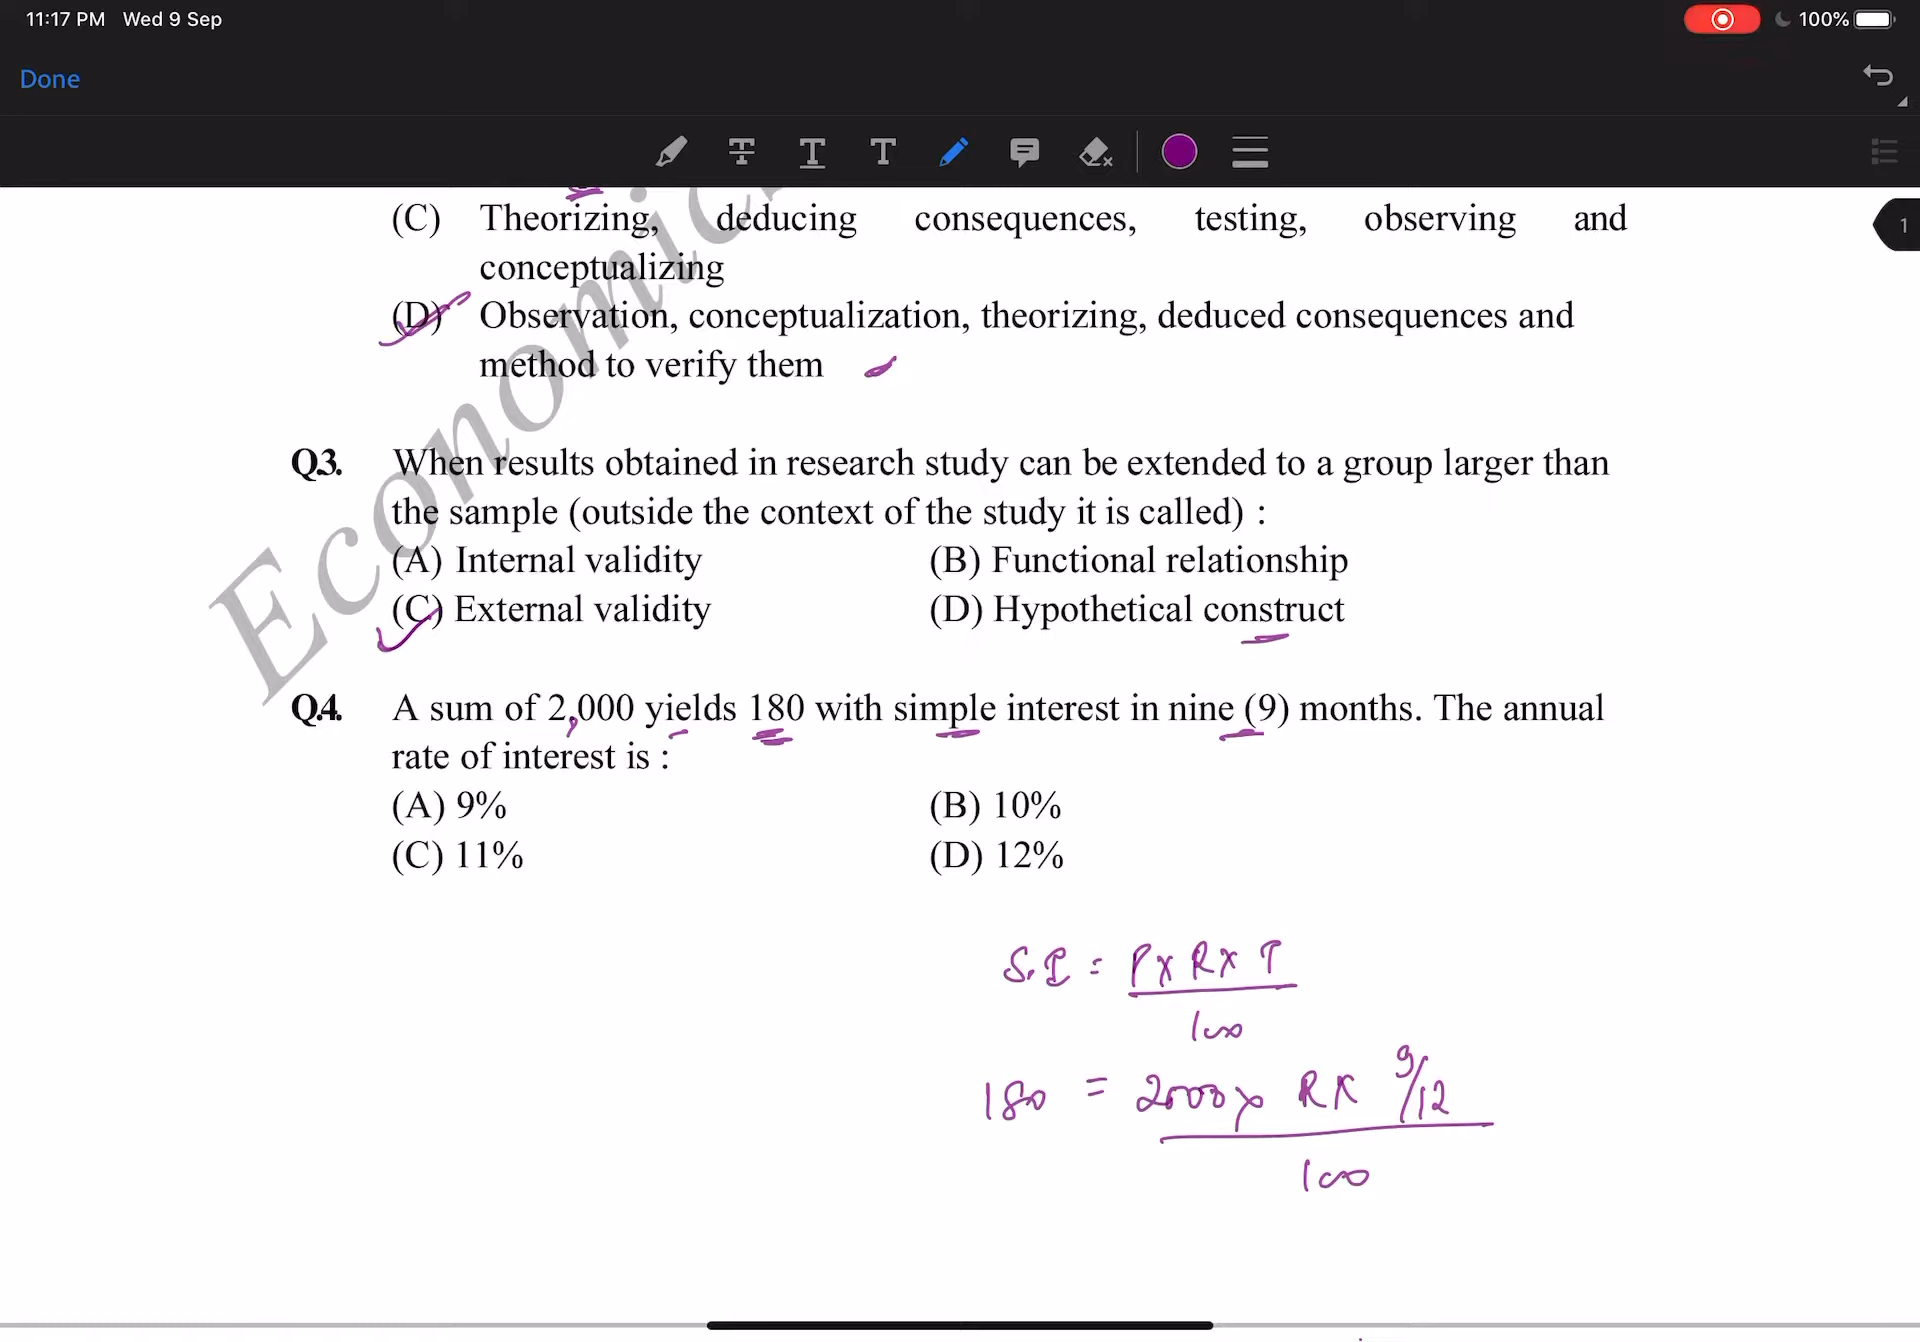 11:17 PM Wed 9 Sep 100%
Done
1
(C) Theorizing, deducing consequences, testing, observing and
conceptualizing
(D) Observation, conceptualization, theorizing, deduced consequences and
method to verify them
Q.3. When results obtained in research study can be extended to a group larger than
the sample (outside the context of the study it is called) :
(A) Internal validity (B) Functional relationship
(C) External validity (D) Hypothetical construct
Q.4. A sum of 2,000 yields 180 with simple interest in nine (9) months. The annual
rate of interest is :
(A) 9% (B) 10%
(C) 11% (D) 12%
S.I = P x R x T
100
180 = 2000 x R x 9/12
100
Economic